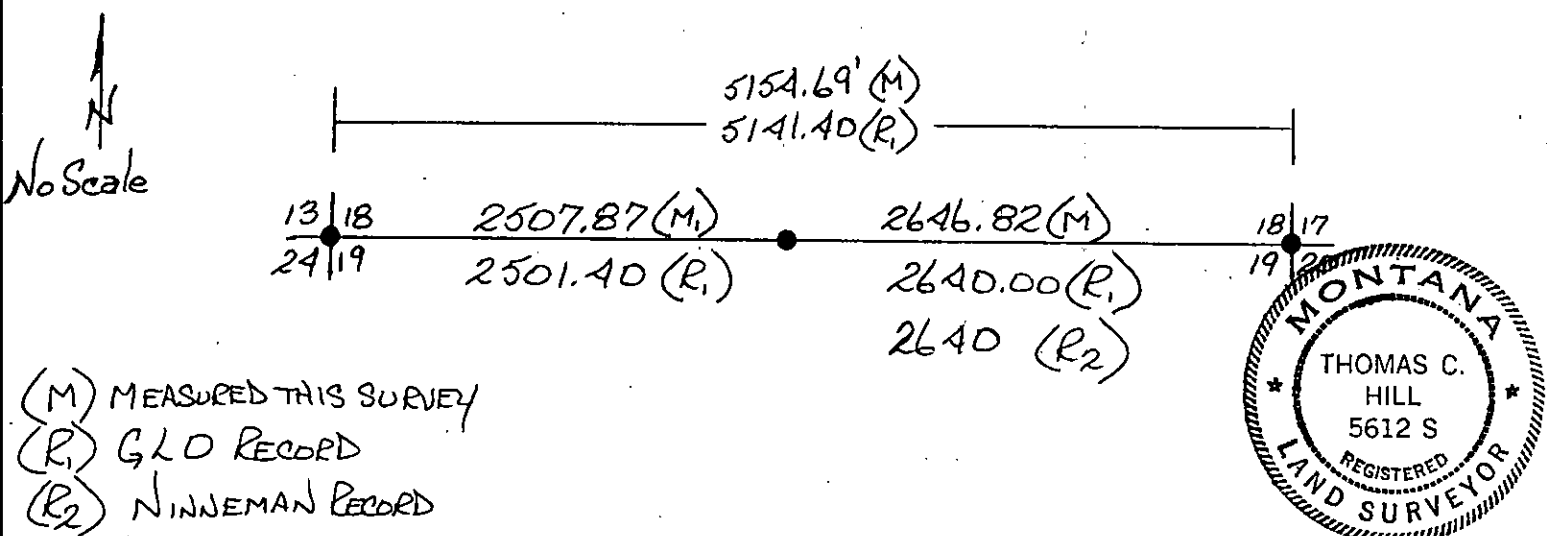 N
No Scale
5154.69' (M)
5141.40 (R1)
13 18
24 19
2507.87 (M1)
2501.40 (R1)
2646.82 (M)
2640.00 (R1)
2640 (R2)
18 17
19 20
(M) MEASURED THIS SURVEY
(R1) GLO RECORD
(R2) NINNEMAN RECORD
MONTANA
THOMAS C.
HILL
5612 S
REGISTERED
LAND SURVEYOR